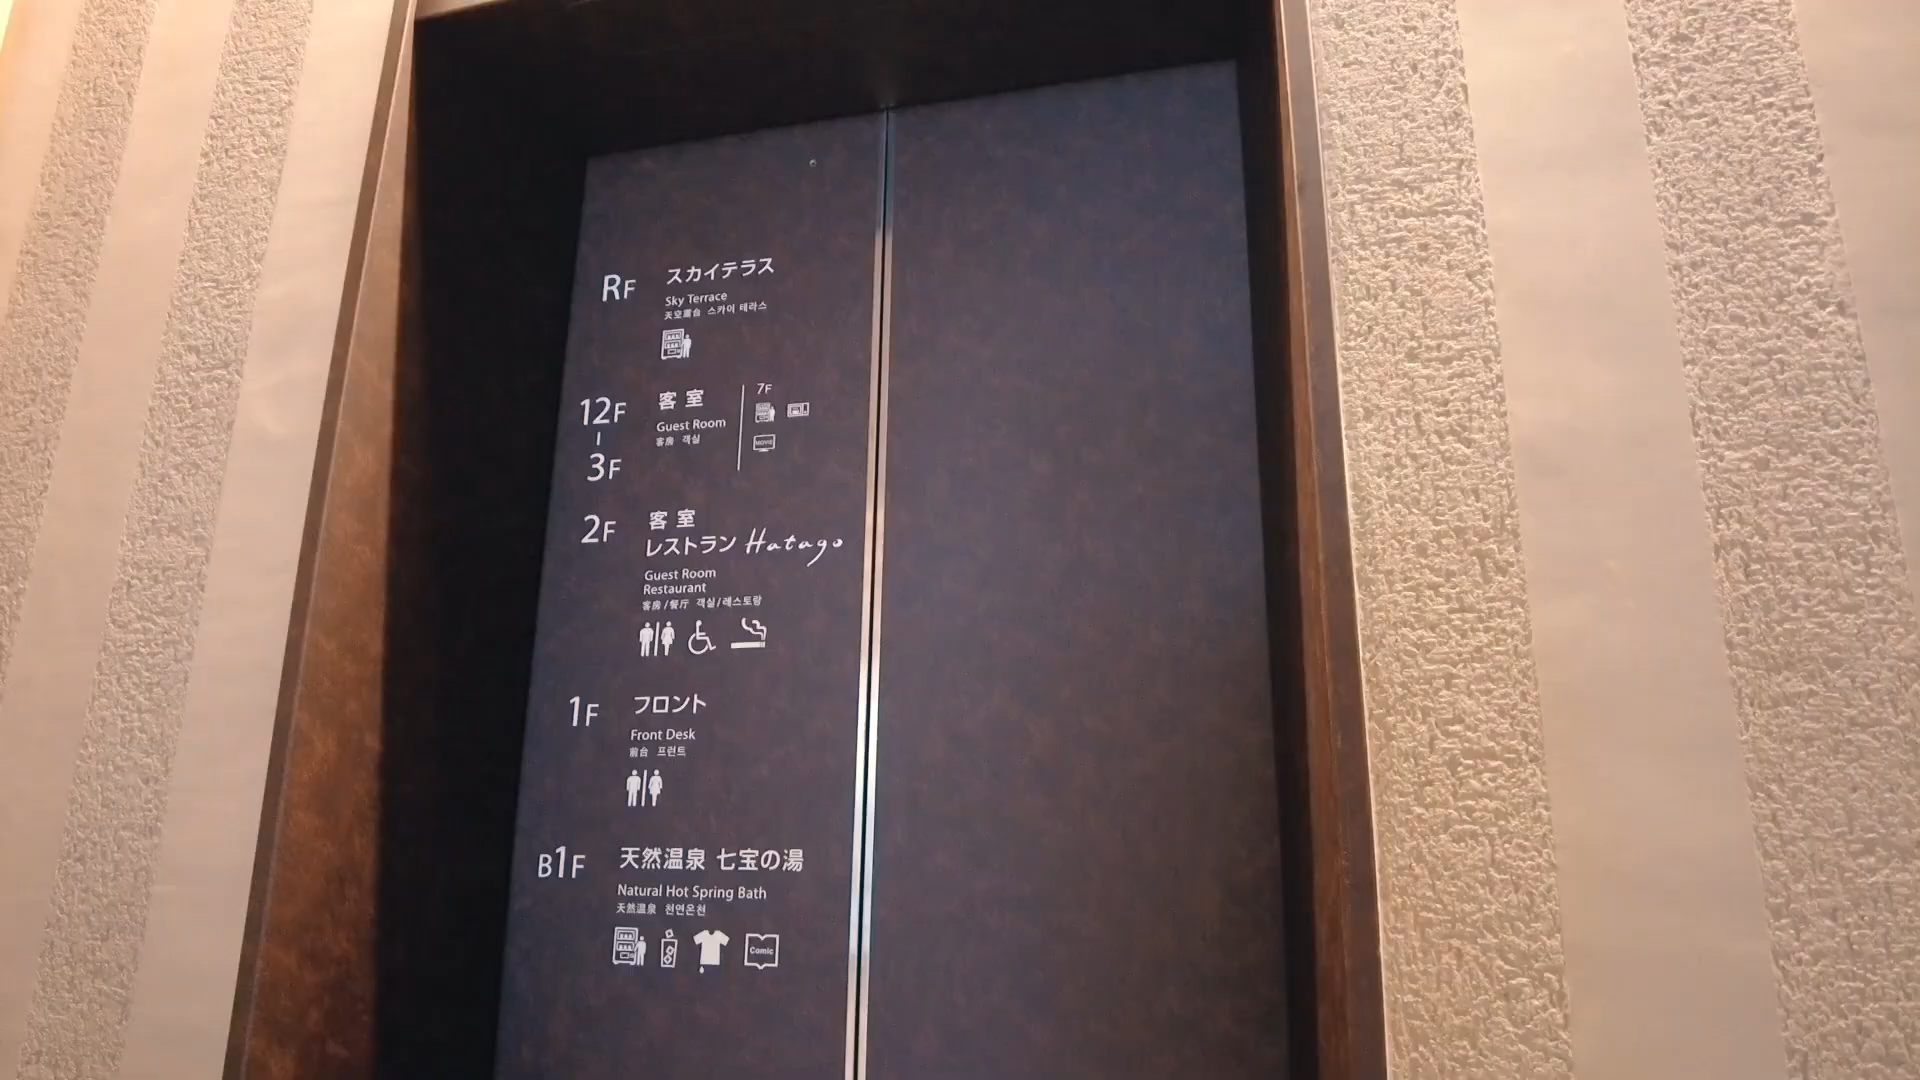 RF スカイテラス
Sky Terrace
天空露台 스카이 테라스
12F 客室
Guest Room
客房 객실
3F
7F
MOVIE
2F 客室
レストラン Hatago
Guest Room
Restaurant
客房/餐厅 객실/레스토랑
1F フロント
Front Desk
前台 프런트
B1F 天然温泉 七宝の湯
Natural Hot Spring Bath
天然溫泉 천연온천
Comic